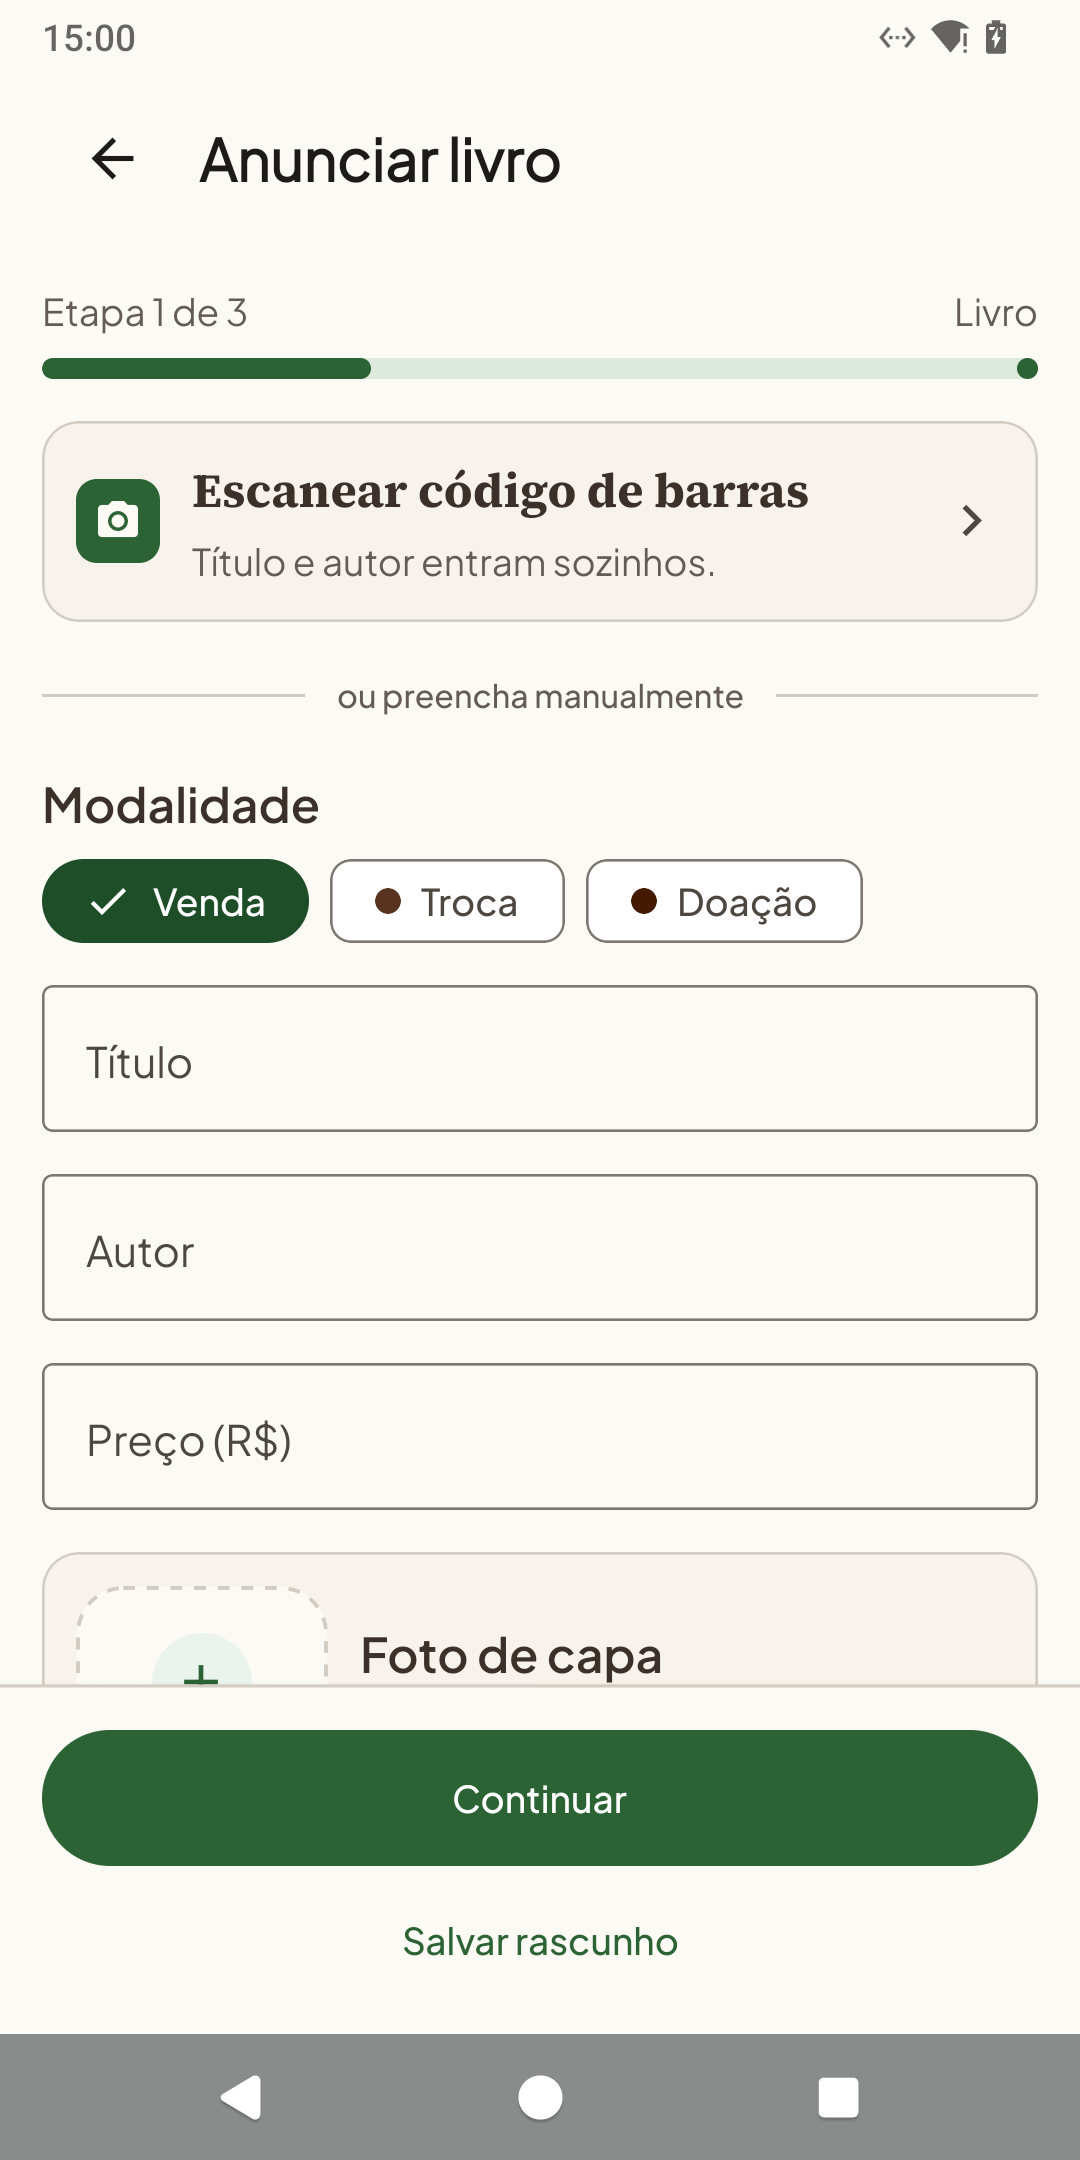 15:00
Anunciar livro
Etapa 1 de 3
Livro
Escanear código de barras
Título e autor entram sozinhos.
ou preencha manualmente
Modalidade
Venda
Troca
Doação
Título
Autor
Preço (R$)
Foto de capa
Continuar
Salvar rascunho